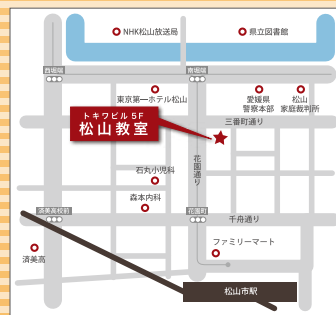 NHK松山放送局
県立図書館
西堀端
南堀端
東京第一ホテル松山
愛媛県
警察本部
松山
家庭裁判所
トキワビル5F
松山教室
三番町通り
花園通り
石丸小児科
森本内科
済美高校前
花園町
千舟通り
済美高
ファミリーマート
松山市駅